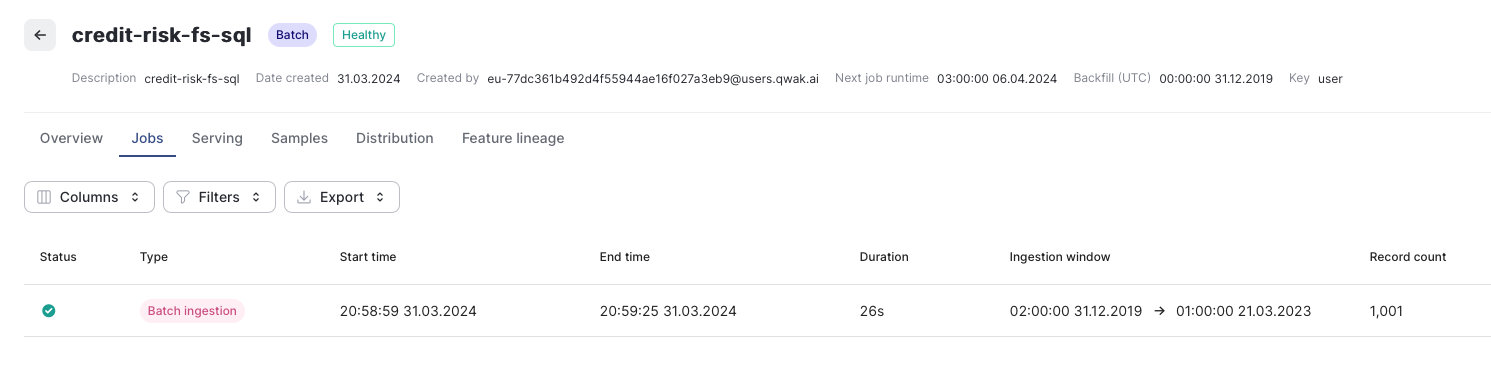 credit-risk-fs-sql Batch Healthy
Description credit-risk-fs-sql Date created 31.03.2024 Created by eu-77dc361b492d4f55944ae16f027a3eb9@users.qwak.ai Next job runtime 03:00:00 06.04.2024 Backfill (UTC) 00:00:00 31.12.2019 Key user
Overview Jobs Serving Samples Distribution Feature lineage
Columns Filters Export
Status Type Start time End time Duration Ingestion window Record count
Batch ingestion 20:58:59 31.03.2024 20:59:25 31.03.2024 26s 02:00:00 31.12.2019 → 01:00:00 21.03.2023 1,001